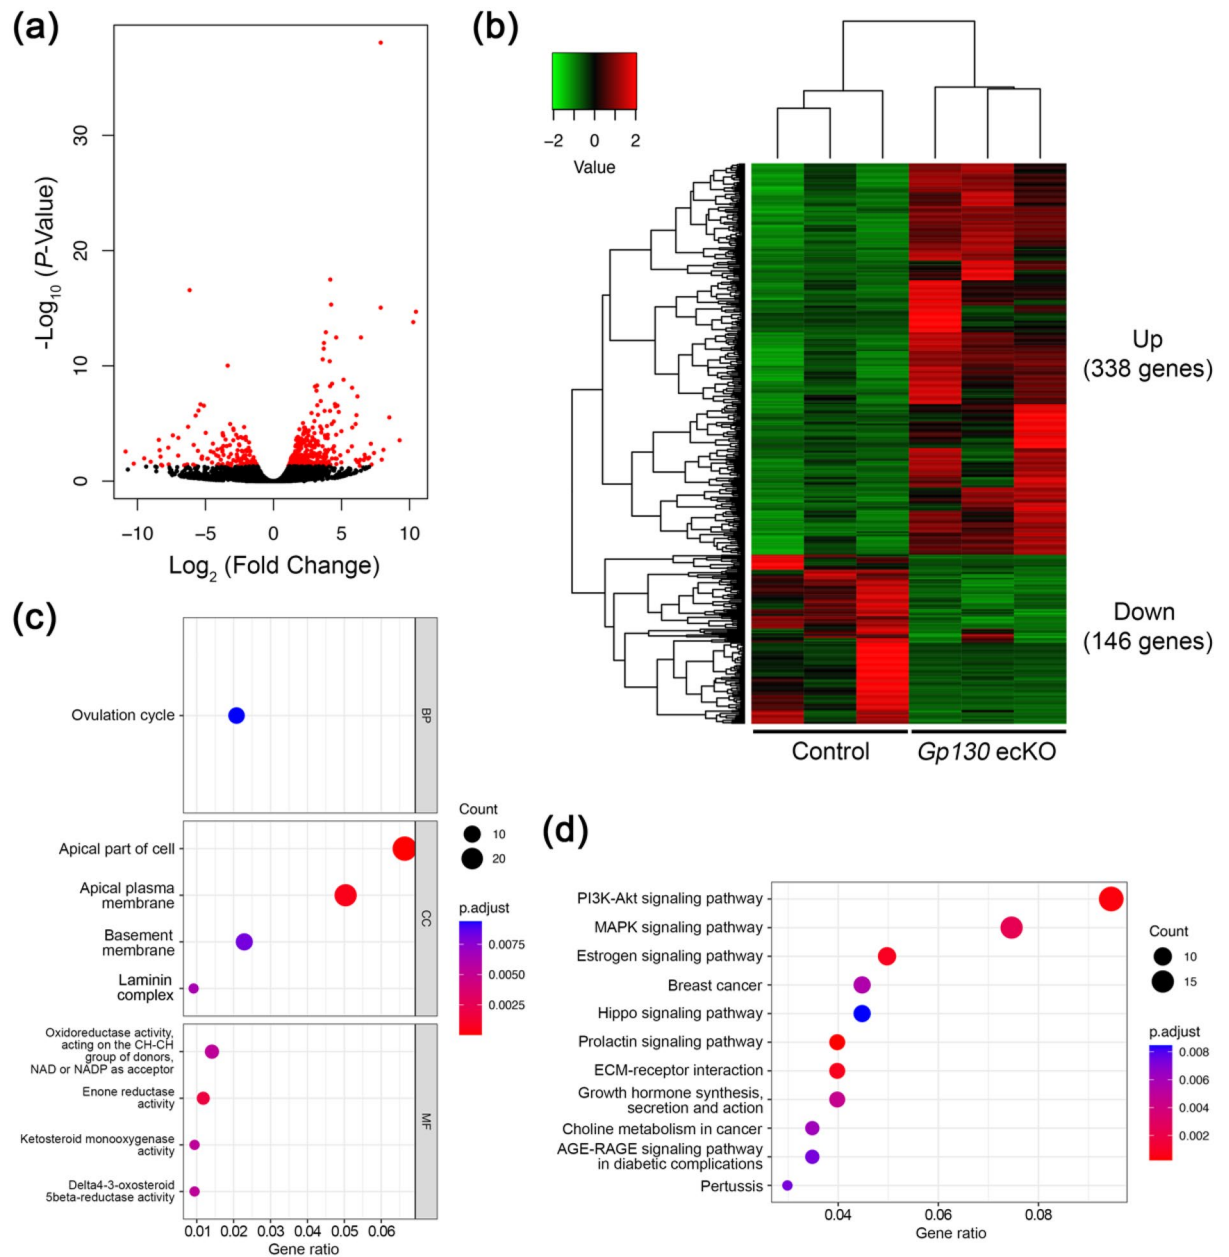 (a)
-Log10 (P-Value)
30
20
10
0
−10
−5
0
5
10
Log2 (Fold Change)
(b)
−2
0
2
Value
Up
(338 genes)
Down
(146 genes)
Control
Gp130 ecKO
(c)
Ovulation cycle
BP
Apical part of cell
Apical plasma
membrane
Basement
membrane
Laminin
complex
CC
Oxidoreductase activity,
acting on the CH-CH
group of donors,
NAD or NADP as acceptor
Enone reductase
activity
Ketosteroid monooxygenase
activity
Delta4-3-oxosteroid
5beta-reductase activity
MF
0.01
0.02
0.03
0.04
0.05
0.06
Gene ratio
Count
10
20
p.adjust
0.0075
0.0050
0.0025
(d)
PI3K-Akt signaling pathway
MAPK signaling pathway
Estrogen signaling pathway
Breast cancer
Hippo signaling pathway
Prolactin signaling pathway
ECM-receptor interaction
Growth hormone synthesis,
secretion and action
Choline metabolism in cancer
AGE-RAGE signaling pathway
in diabetic complications
Pertussis
0.04
0.06
0.08
Gene ratio
Count
10
15
p.adjust
0.008
0.006
0.004
0.002